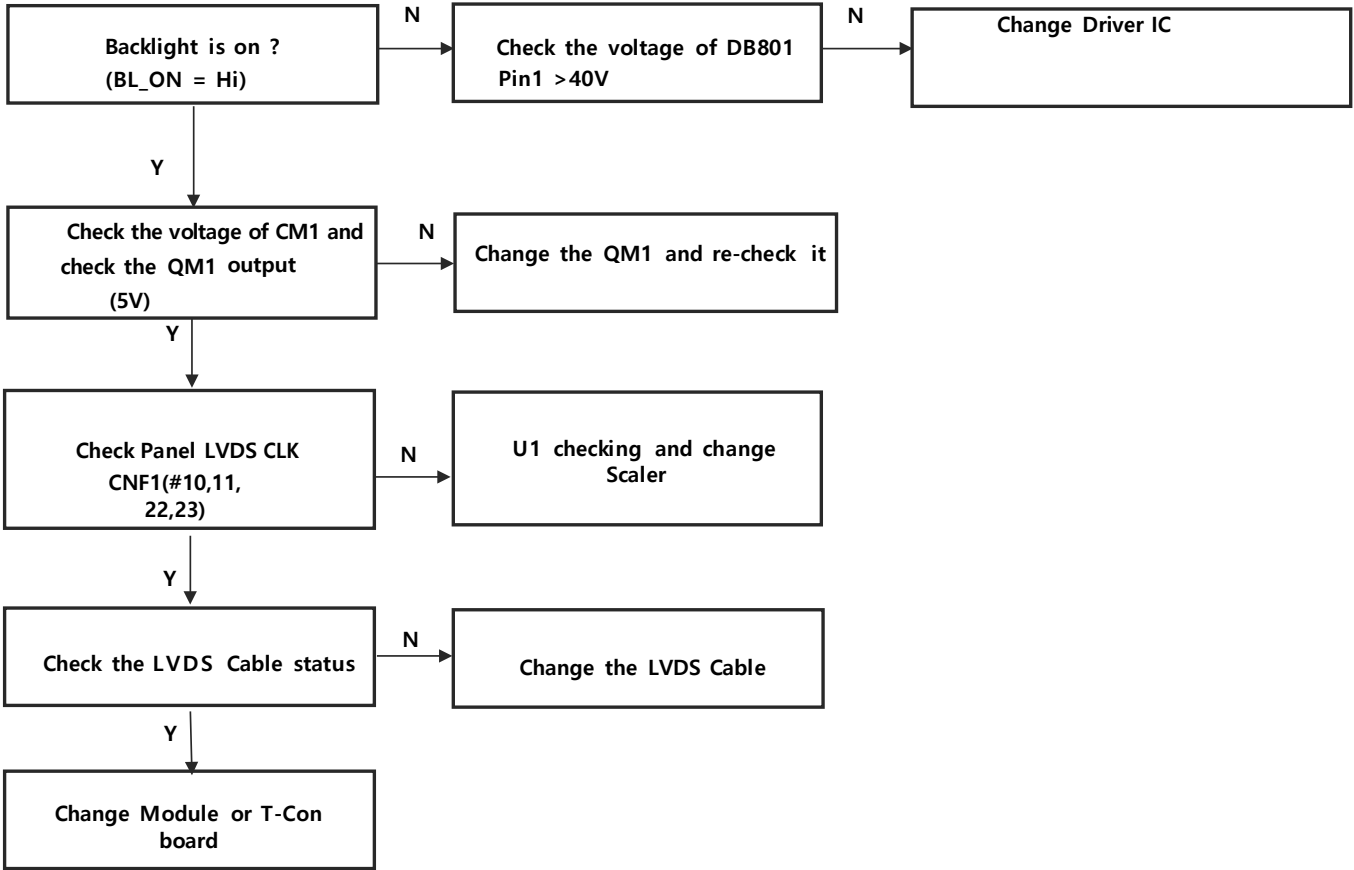 Backlight is on ?
(BL_ON = Hi)
N
Check the voltage of DB801
Pin1 >40V
N
Change Driver IC
Y
Check the voltage of CM1 and
check the QM1 output
(5V)
N
Change the QM1 and re-check it
Y
Check Panel LVDS CLK
CNF1(#10,11,
22,23)
N
U1 checking and change
Scaler
Y
Check the LVDS Cable status
N
Change the LVDS Cable
Y
Change Module or T-Con
board